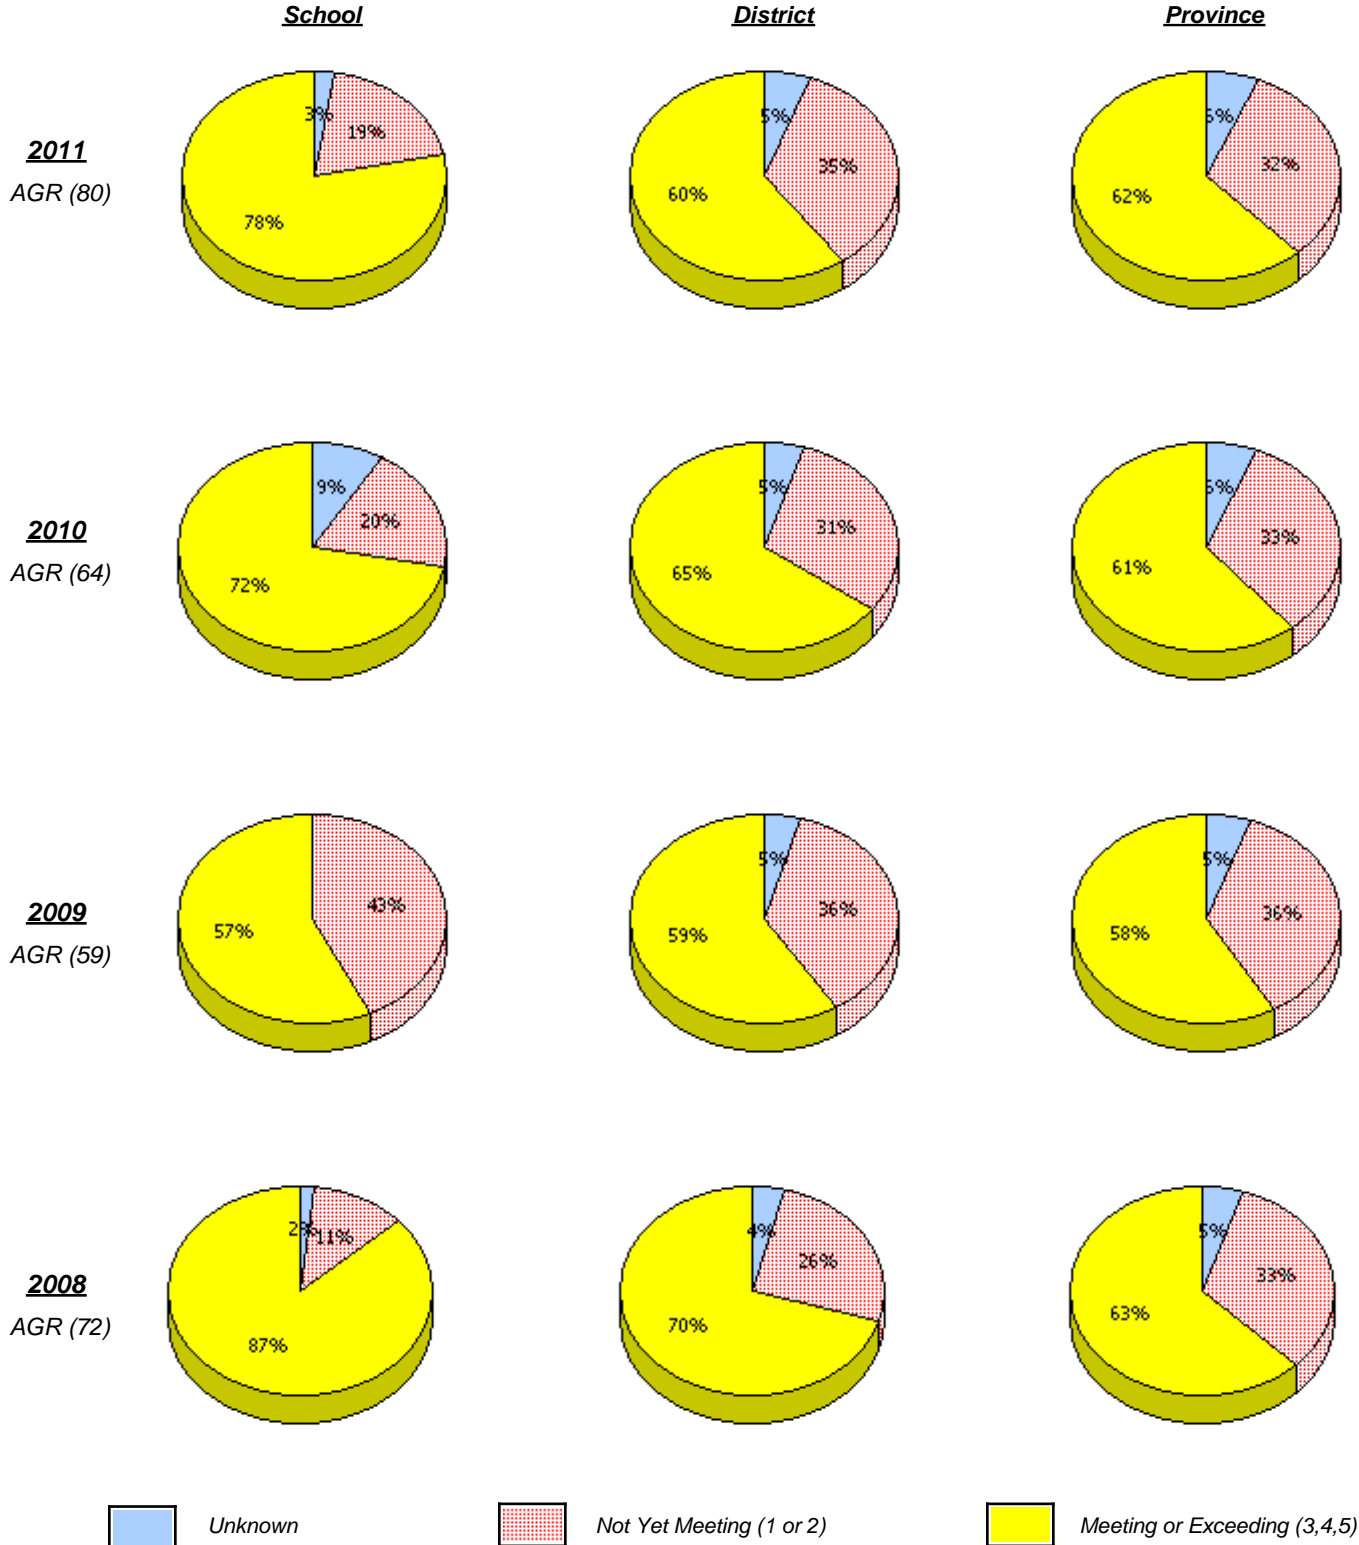 School District Province
2011
AGR (80)
3% 19% 78%
5% 35% 60%
6% 32% 62%
2010
AGR (64)
9% 20% 72%
5% 31% 65%
6% 33% 61%
2009
AGR (59)
43% 57%
5% 36% 59%
5% 36% 58%
2008
AGR (72)
2% 11% 87%
4% 26% 70%
5% 33% 63%
Unknown Not Yet Meeting (1 or 2) Meeting or Exceeding (3,4,5)